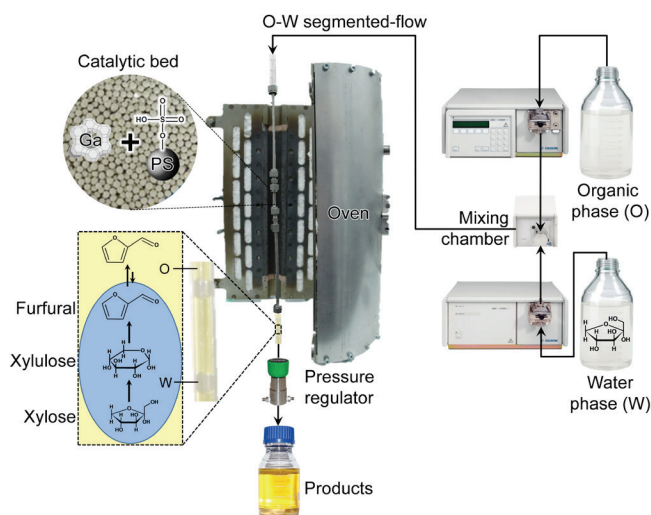 O-W segmented-flow
Catalytic bed
Ga
+
HO
S
O
O
O
PS
Oven
Organic
phase (O)
Mixing
chamber
Water
phase (W)
O
W
Furfural
Xylulose
Xylose
Pressure
regulator
Products